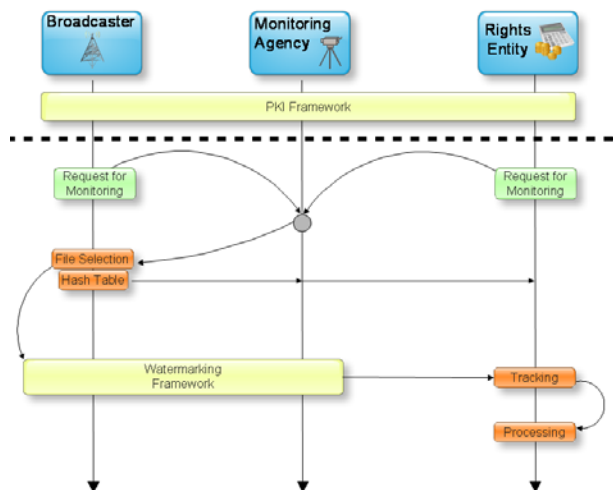 Broadcaster
Monitoring
Agency
Rights
Entity
PKI Framework
Request for
Monitoring
Request for
Monitoring
File Selection
Hash Table
Watermarking
Framework
Tracking
Processing